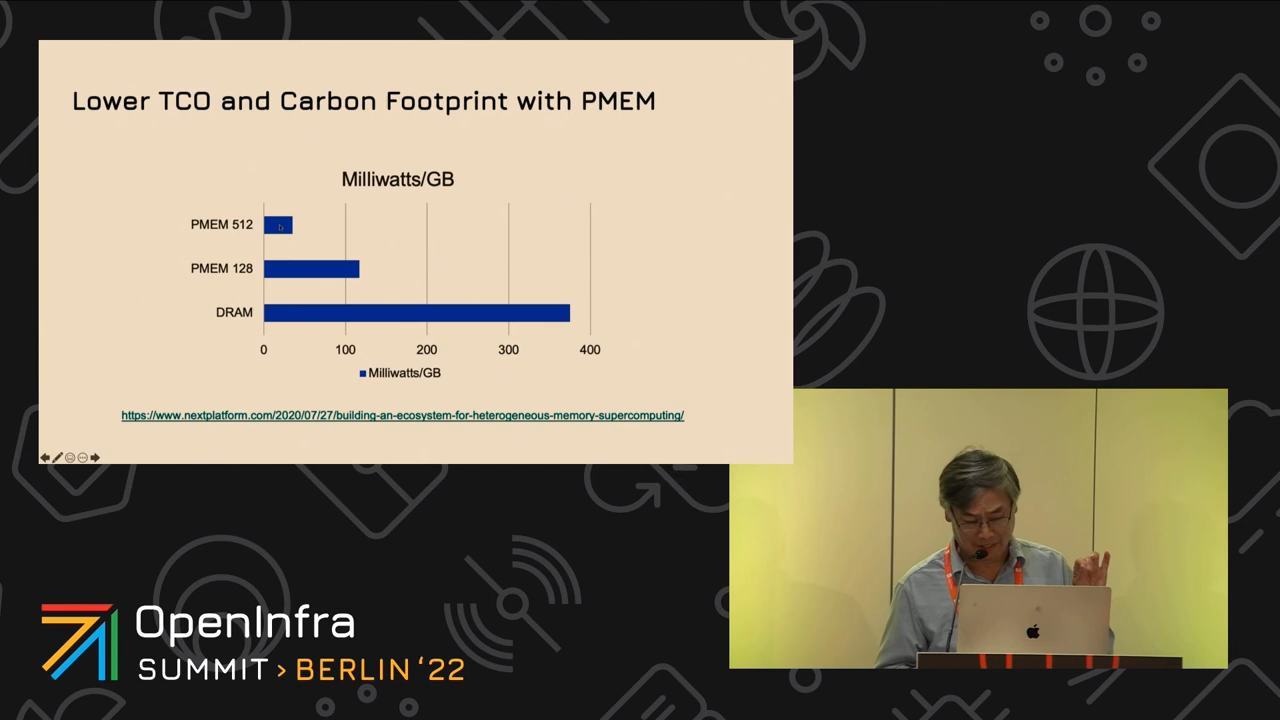 Lower TCO and Carbon Footprint with PMEM
Milliwatts/GB
PMEM 512
PMEM 128
DRAM
0 100 200 300 400
Milliwatts/GB
https://www.nextplatform.com/2020/07/27/building-an-ecosystem-for-heterogeneous-memory-supercomputing/
OpenInfra
SUMMIT > BERLIN ‘22